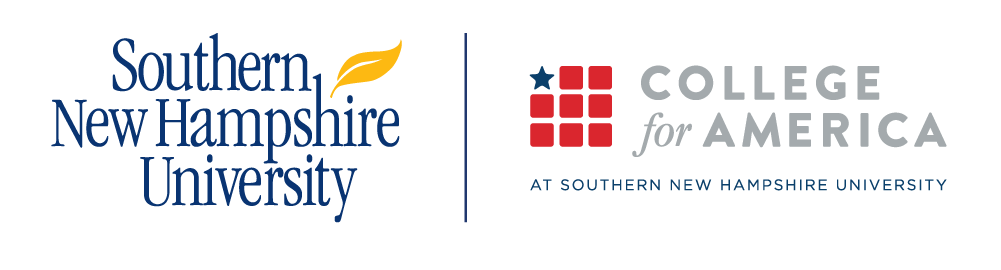 Southern
New Hampshire
University
COLLEGE
for AMERICA
AT SOUTHERN NEW HAMPSHIRE UNIVERSITY